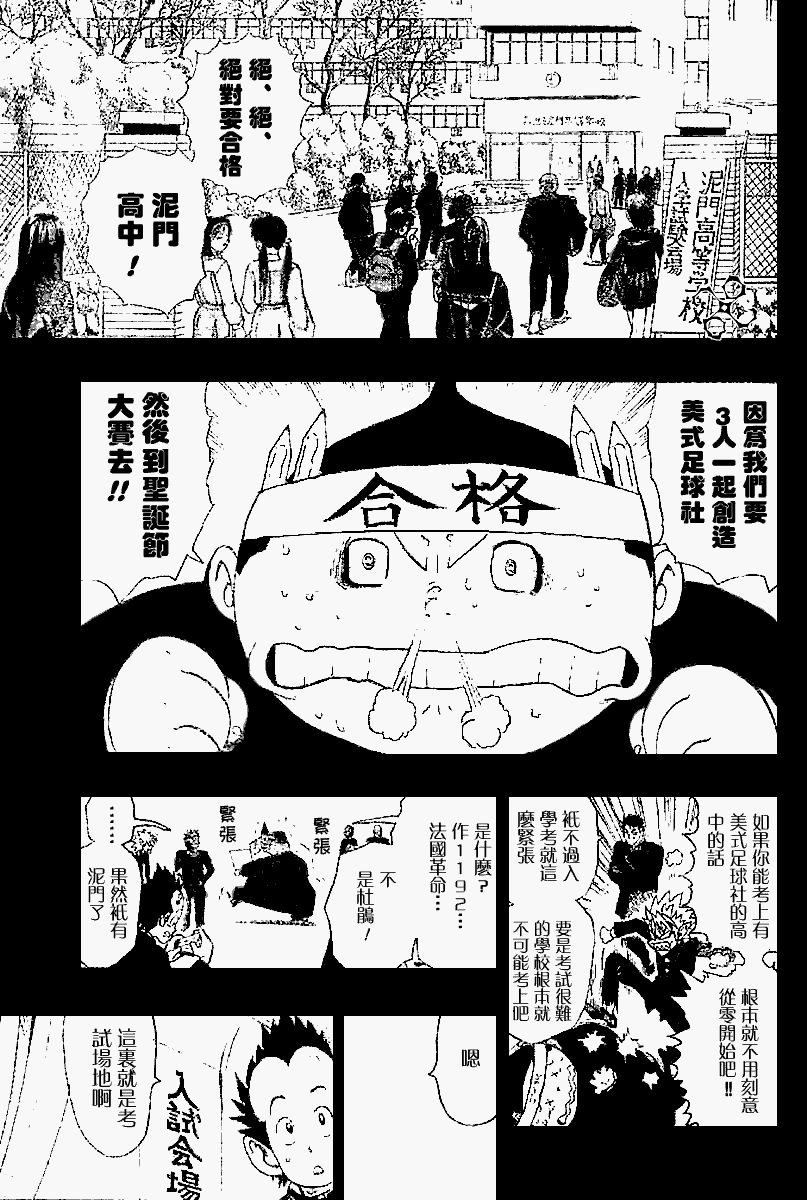 泥門高等学校
入学試験会場
絕、絕、
絕對要合格
泥門
高中！
因爲我們要
3人一起創造
美式足球社
合格
然後到聖誕節
大賽去!!
如果你能考上有
美式足球社的高
中的話
根本就不用刻意
從零開始吧!!
衹不過入
學考就這
麼緊張
要是考試很難
的學校根本就
不可能考上吧
是什麼?
作1192…
法國革命…
不
是杜鵑!
緊張
緊張
……
果然衹有
泥門了
嗯
這裏就是考
試場地啊